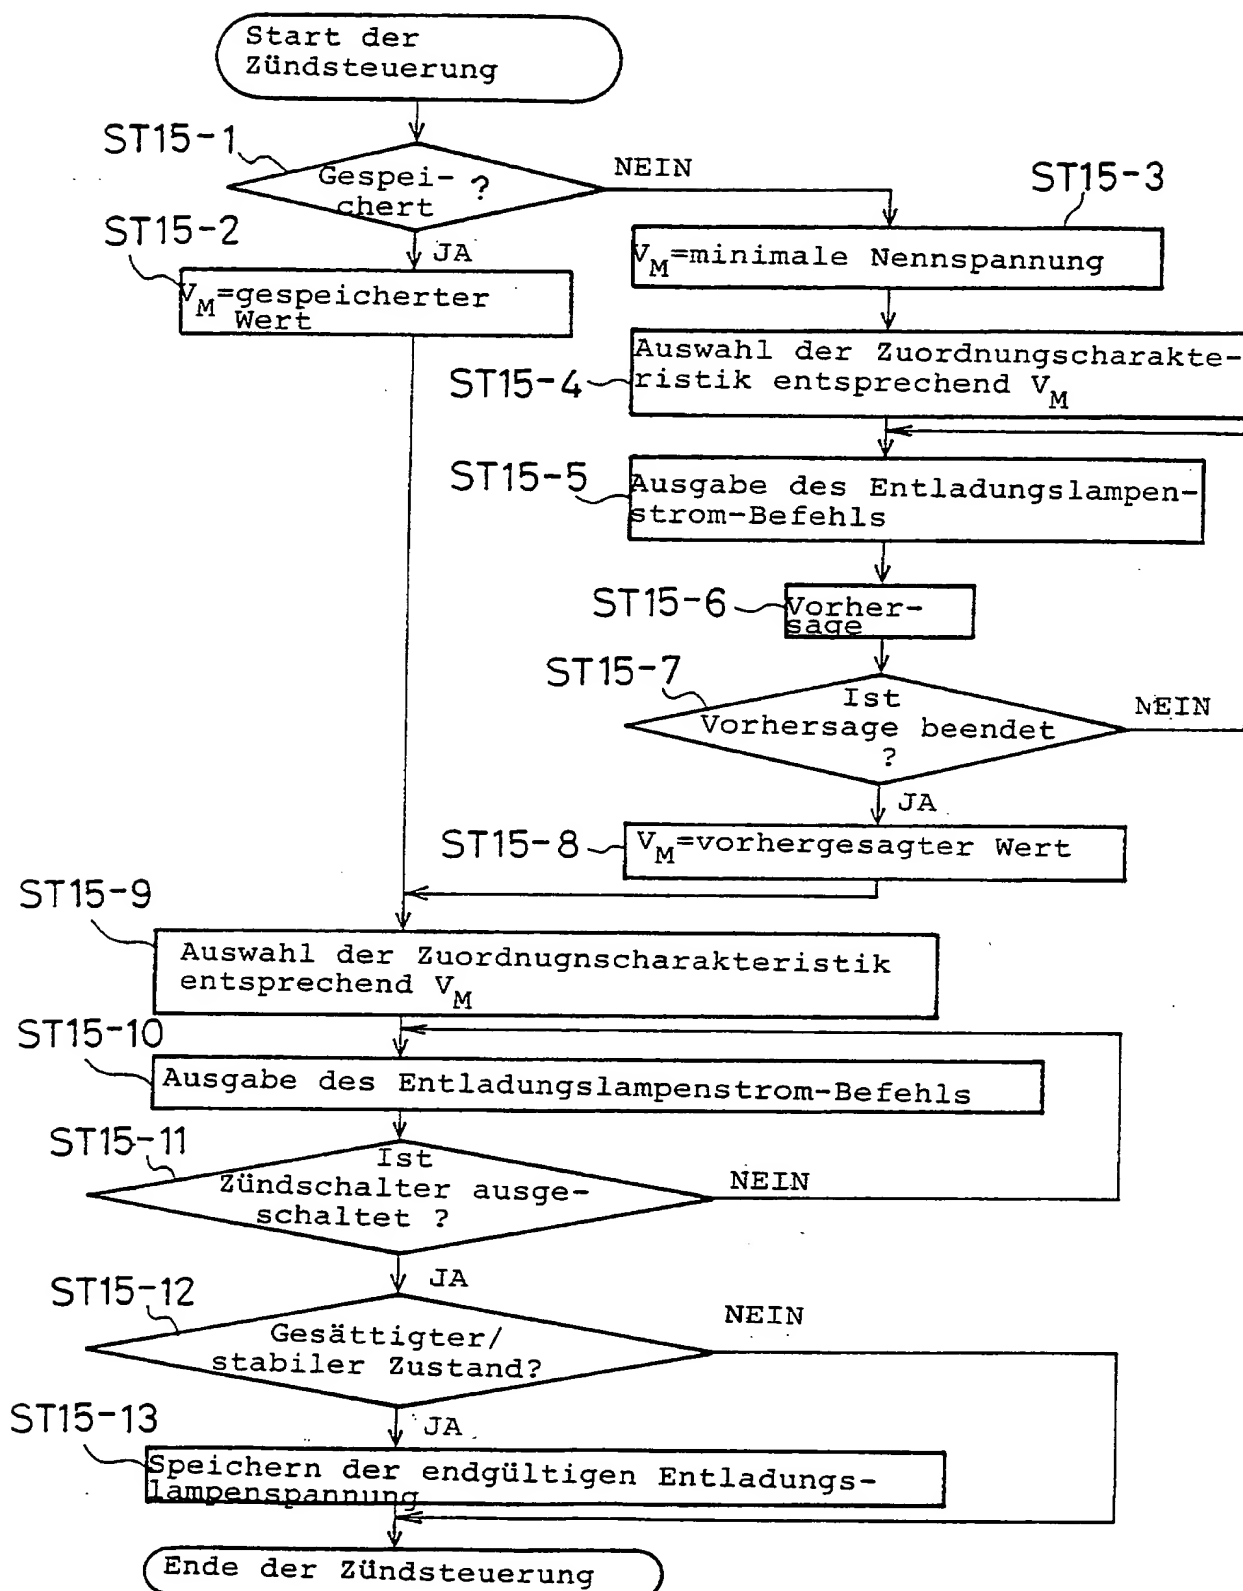 Start der
Zündsteuerung
ST15-1
Gespei-
chert ?
NEIN
JA
ST15-2
V_M=gespeicherter
Wert
ST15-3
V_M=minimale Nennspannung
ST15-4
Auswahl der Zuordnungscharakte-
ristik entsprechend V_M
ST15-5
Ausgabe des Entladungslampen-
strom-Befehls
ST15-6
Vorher-
sage
ST15-7
Ist
Vorhersage beendet
?
NEIN
JA
ST15-8
V_M=vorhergesagter Wert
ST15-9
Auswahl der Zuordnugnscharakteristik
entsprechend V_M
ST15-10
Ausgabe des Entladungslampenstrom-Befehls
ST15-11
Ist
Zündschalter ausge-
schaltet ?
NEIN
JA
ST15-12
Gesättigter/
stabiler Zustand?
NEIN
JA
ST15-13
Speichern der endgültigen Entladungs-
lampenspannung
Ende der Zündsteuerung